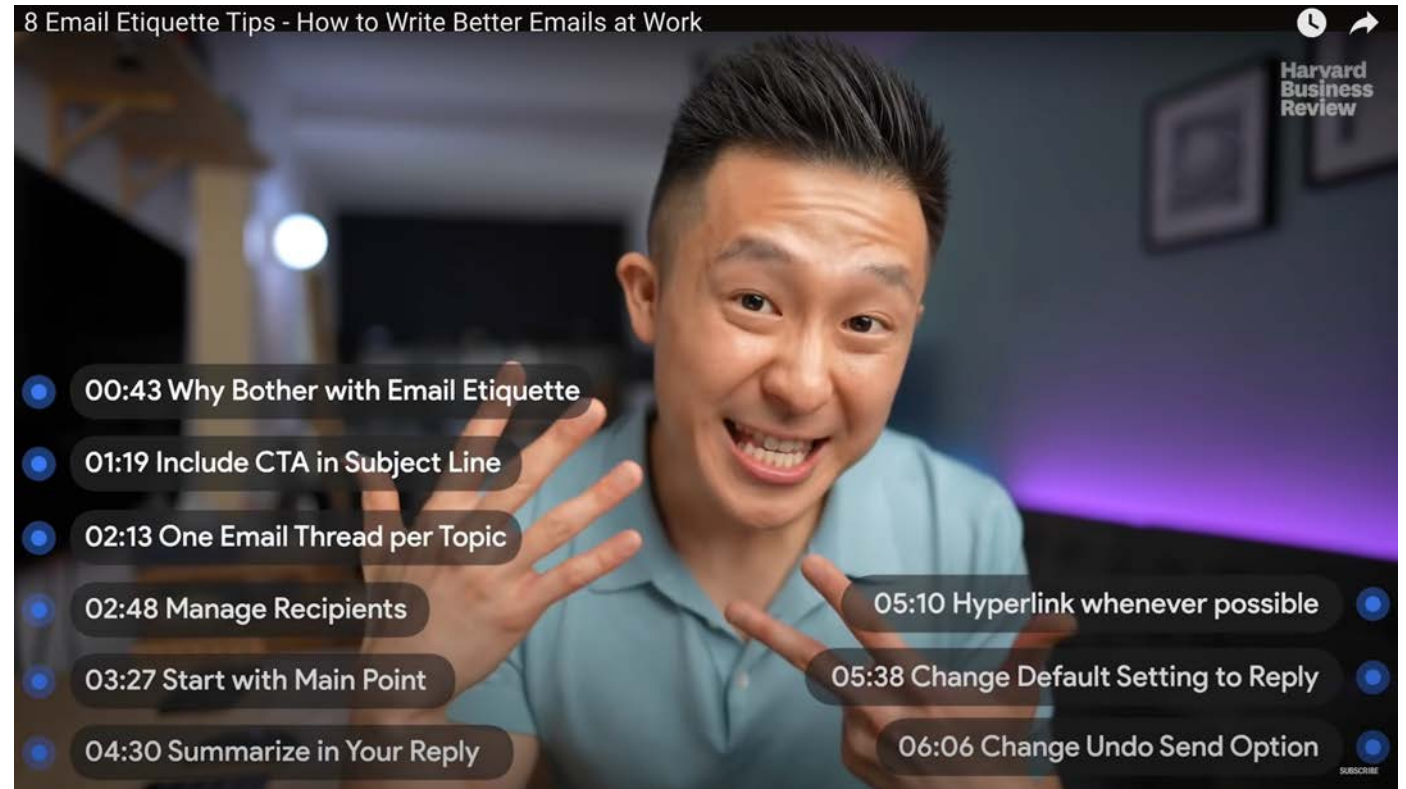 8 Email Etiquette Tips - How to Write Better Emails at Work
Harvard
Business
Review
00:43 Why Bother with Email Etiquette
01:19 Include CTA in Subject Line
02:13 One Email Thread per Topic
02:48 Manage Recipients
03:27 Start with Main Point
04:30 Summarize in Your Reply
05:10 Hyperlink whenever possible
05:38 Change Default Setting to Reply
06:06 Change Undo Send Option
SUBSCRIBE